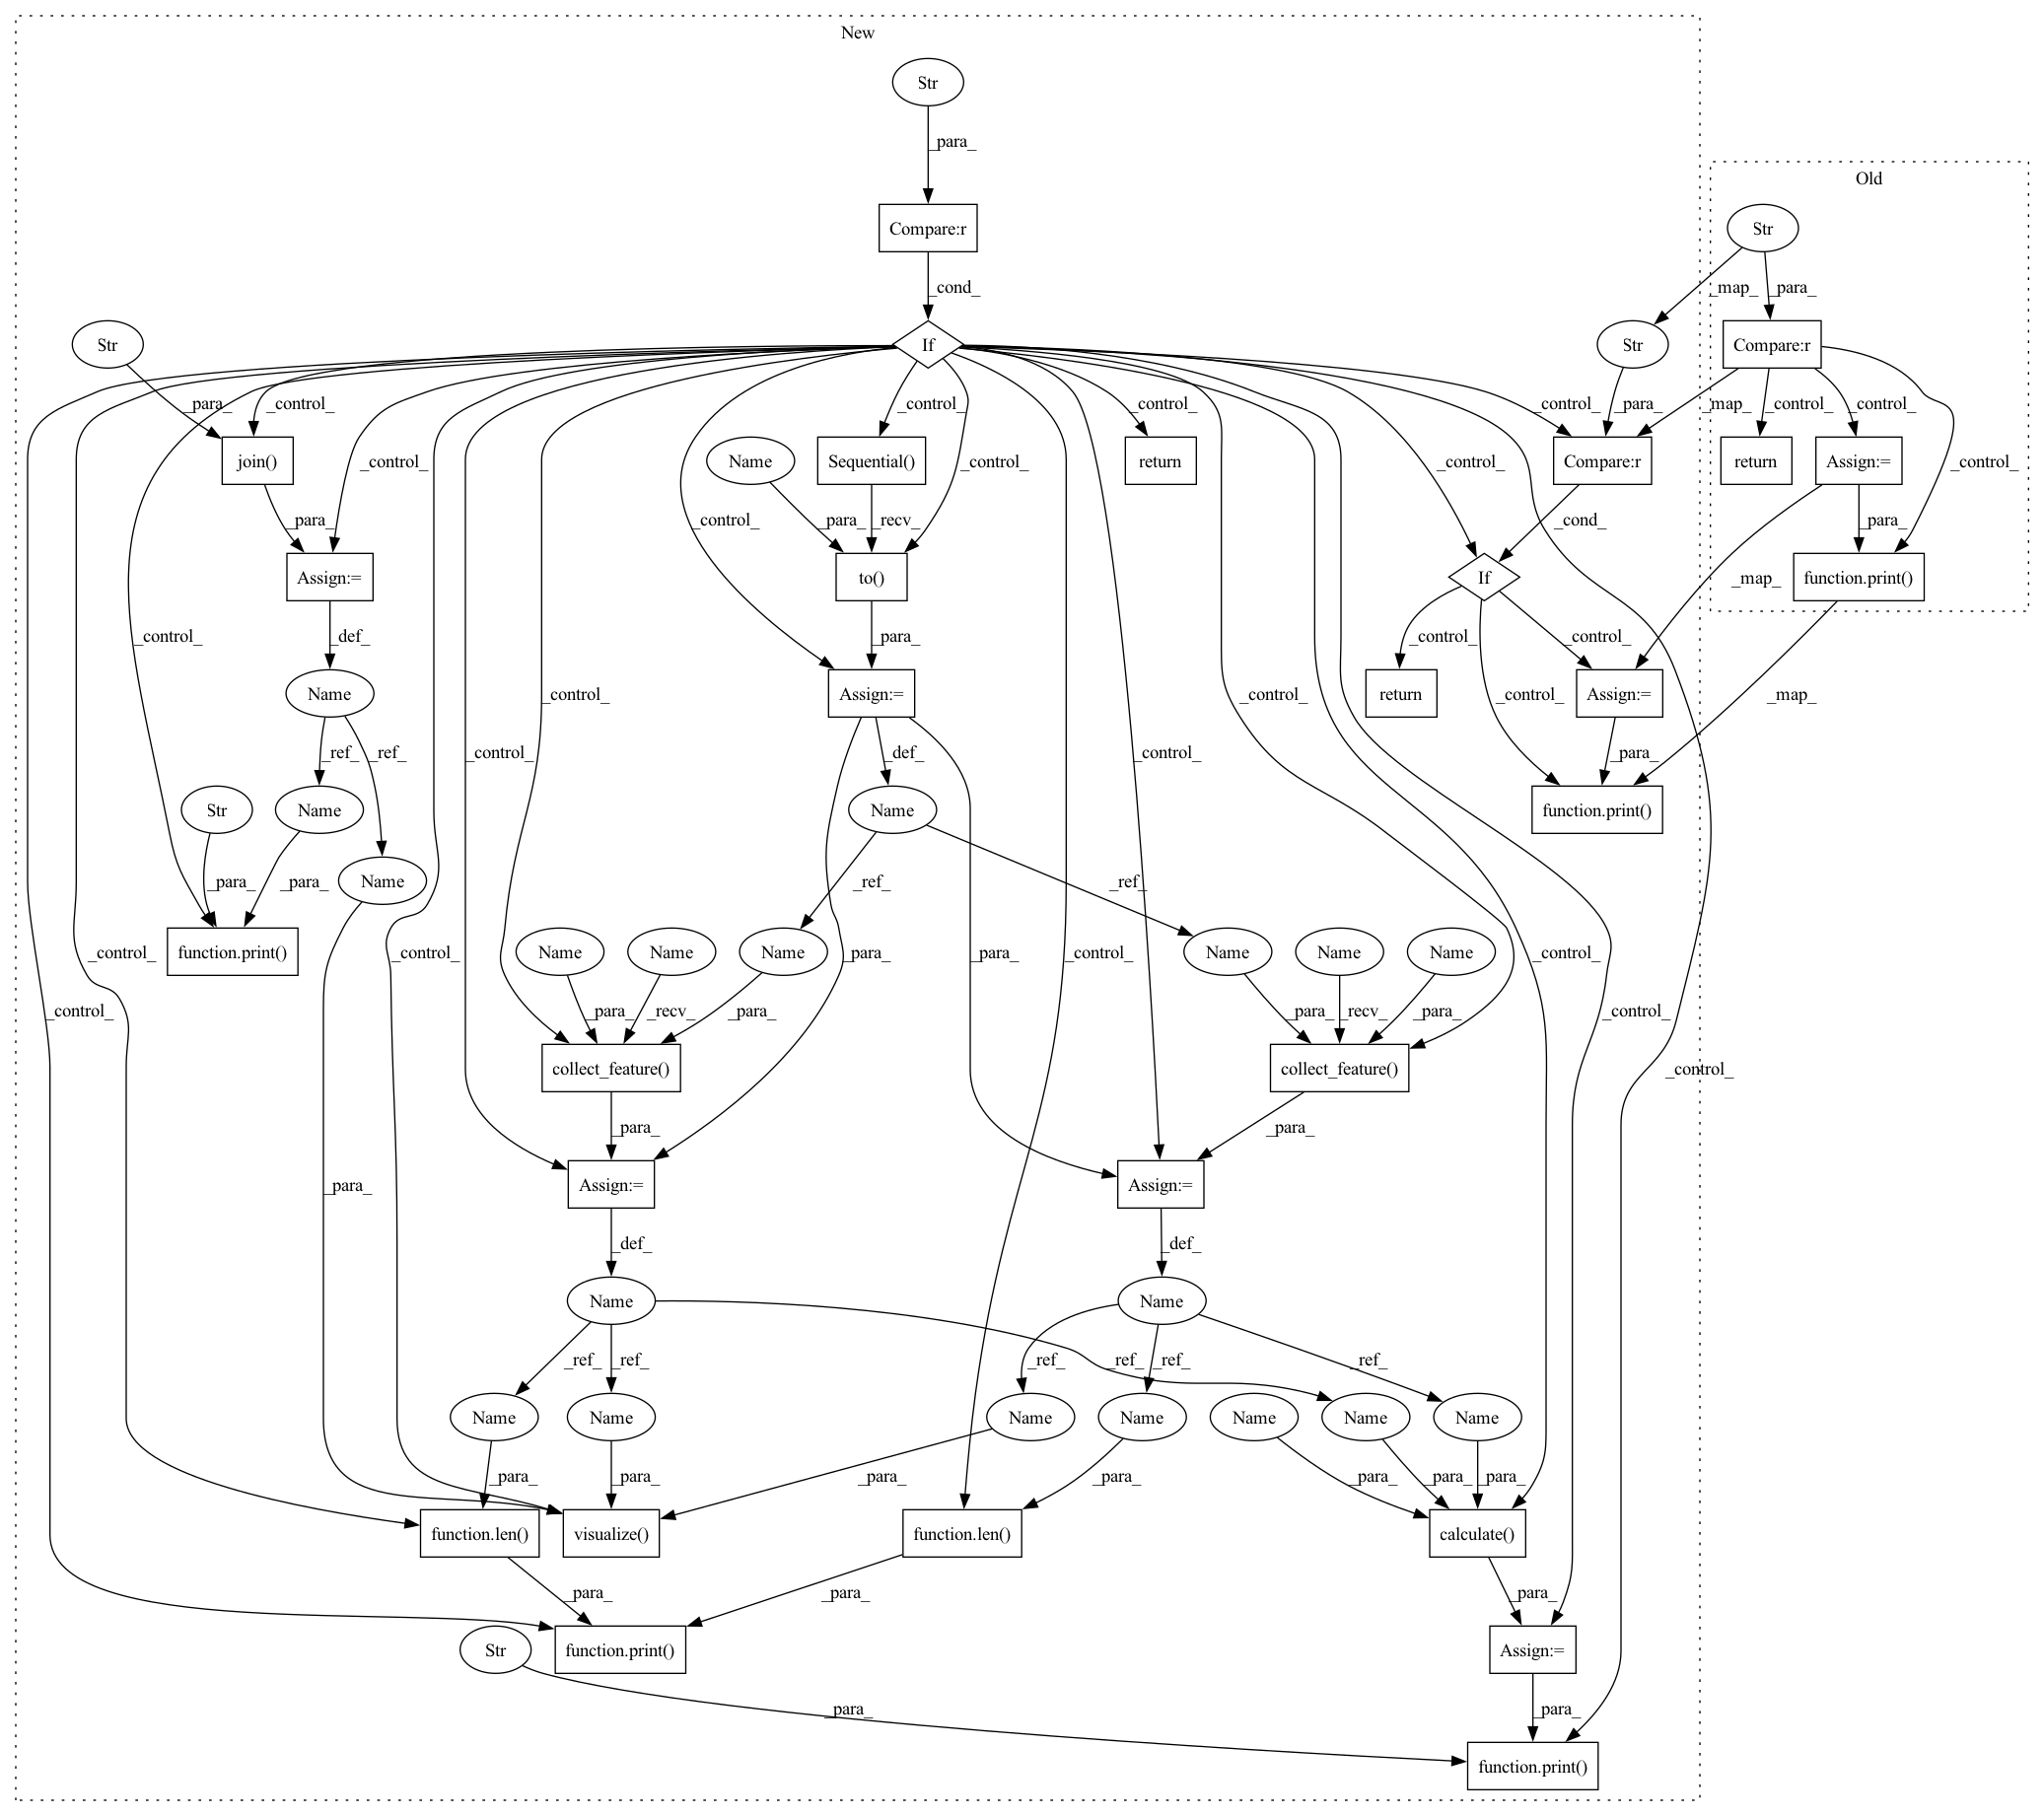 New
Str
_para_
Old
Compare:r
Str
_cond_
_map_
_para_
Str
If
Str
Compare:r
_para_
_control_
_control_
_control_
_control_
_para_
_map_
_control_
_control_
join()
_control_
Name
Sequential()
_control_
return
_control_
Compare:r
return
Assign:=
_control_
_para_
_control_
_para_
_recv_
_cond_
_para_
Assign:=
to()
If
_map_
function.print()
_control_
_def_
_para_
_control_
_control_
Name
_control_
Assign:=
_control_
return
_control_
Assign:=
_map_
_ref_
_ref_
_control_
_def_
_control_
_para_
Str
Name
Name
function.print()
_para_
_para_
Name
_ref_
_ref_
function.print()
_control_
_control_
Name
Name
Name
_para_
_para_
_control_
Name
Name
Name
_control_
_control_
_para_
_recv_
_para_
_para_
_recv_
_para_
_control_
collect_feature()
collect_feature()
_control_
_para_
_para_
_para_
Assign:=
Assign:=
_def_
_def_
Name
Name
_ref_
_ref_
_ref_
_ref_
_ref_
_ref_
Name
Name
Name
Name
Name
Name
Name
_para_
_para_
_para_
_para_
_para_
_para_
_para_
function.len()
visualize()
function.len()
calculate()
_para_
_para_
_para_
Str
function.print()
Assign:=
_para_
_para_
function.print()